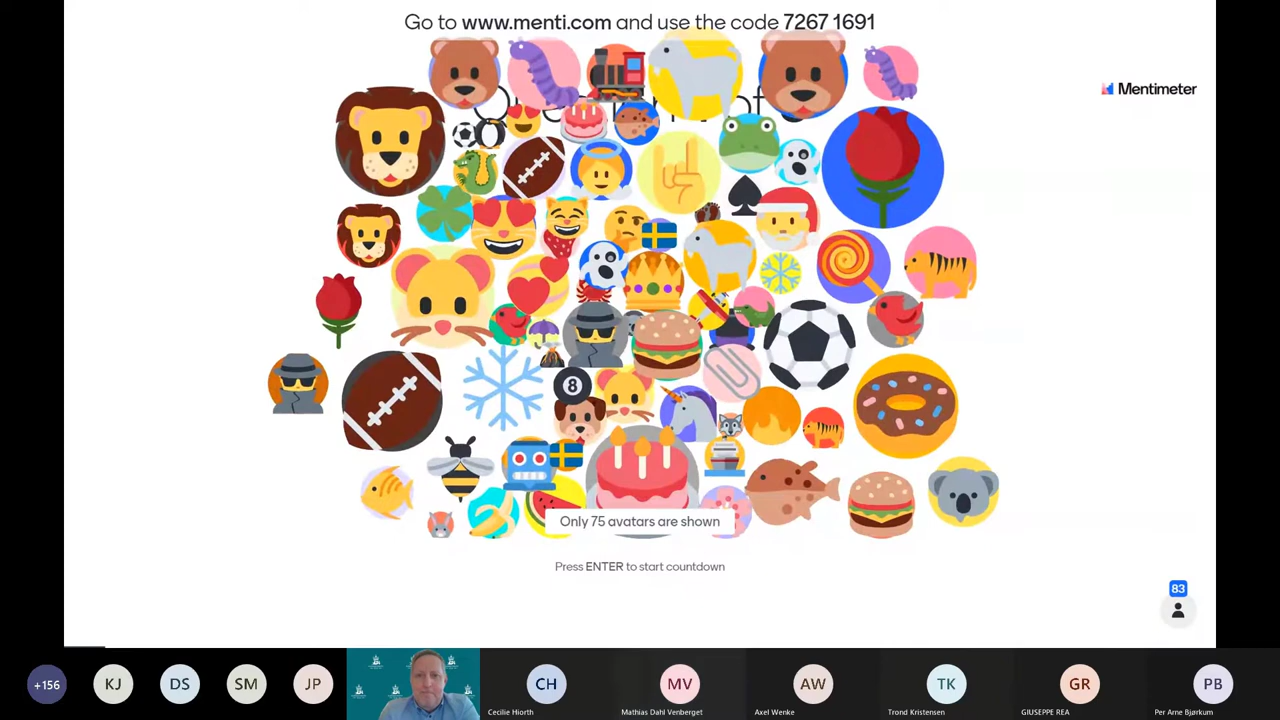 Go to www.menti.com and use the code 7267 1691
Mentimeter
8
Only 75 avatars are shown
Press ENTER to start countdown
83
+156
KJ
DS
SM
JP
CH
MV
AW
TK
GR
PB
Cecilie Hiorth
Mathias Dahl Venberget
Axel Wenke
Trond Kristensen
GIUSEPPE REA
Per Arne Bjørkum